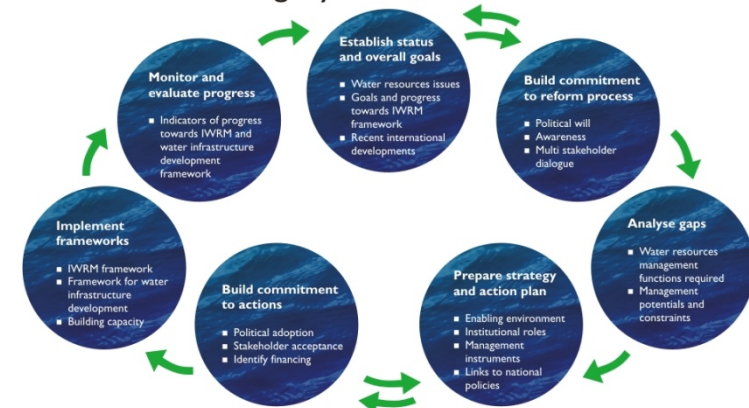 Establish status
and overall goals
■ Water resources issues
■ Goals and progress
towards IWRM
framework
■ Recent international
developments
Build commitment
to reform process
■ Political will
■ Awareness
■ Multi stakeholder
dialogue
Analyse gaps
■ Water resources
management
functions required
■ Management
potentials and
constraints
Prepare strategy
and action plan
■ Enabling environment
■ Institutional roles
■ Management
instruments
■ Links to national
policies
Build commitment
to actions
■ Political adoption
■ Stakeholder acceptance
■ Identify financing
Implement
frameworks
■ IWRM framework
■ Framework for water
infrastructure
development
■ Building capacity
Monitor and
evaluate progress
■ Indicators of progress
towards IWRM and
water infrastructure
development
framework